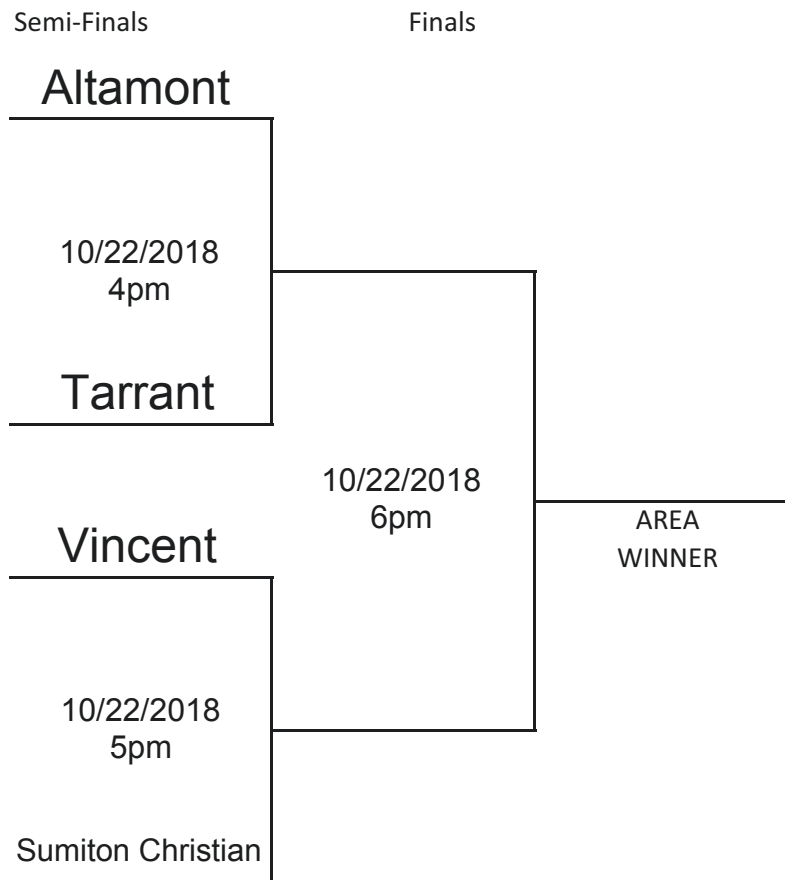 Semi-Finals
Finals
Altamont
10/22/2018
4pm
Tarrant
10/22/2018
6pm
AREA
WINNER
Vincent
10/22/2018
5pm
Sumiton Christian